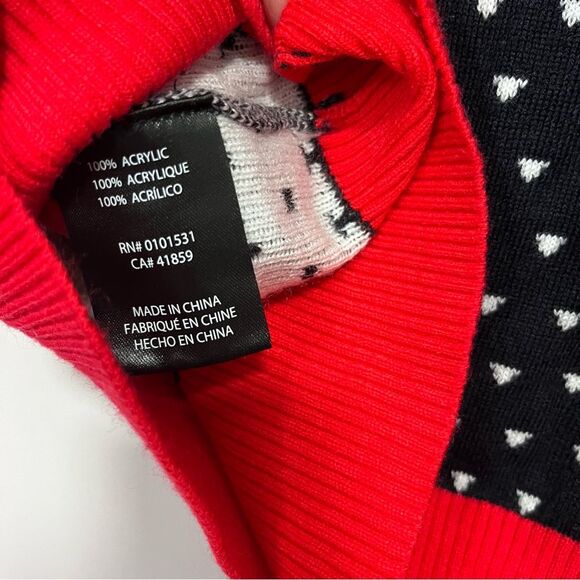 100% ACRYLIC
100% ACRYLIQUE
100% ACRÍLICO
RN# 0101531
CA# 41859
MADE IN CHINA
FABRIQUÉ EN CHINE
HECHO EN CHINA